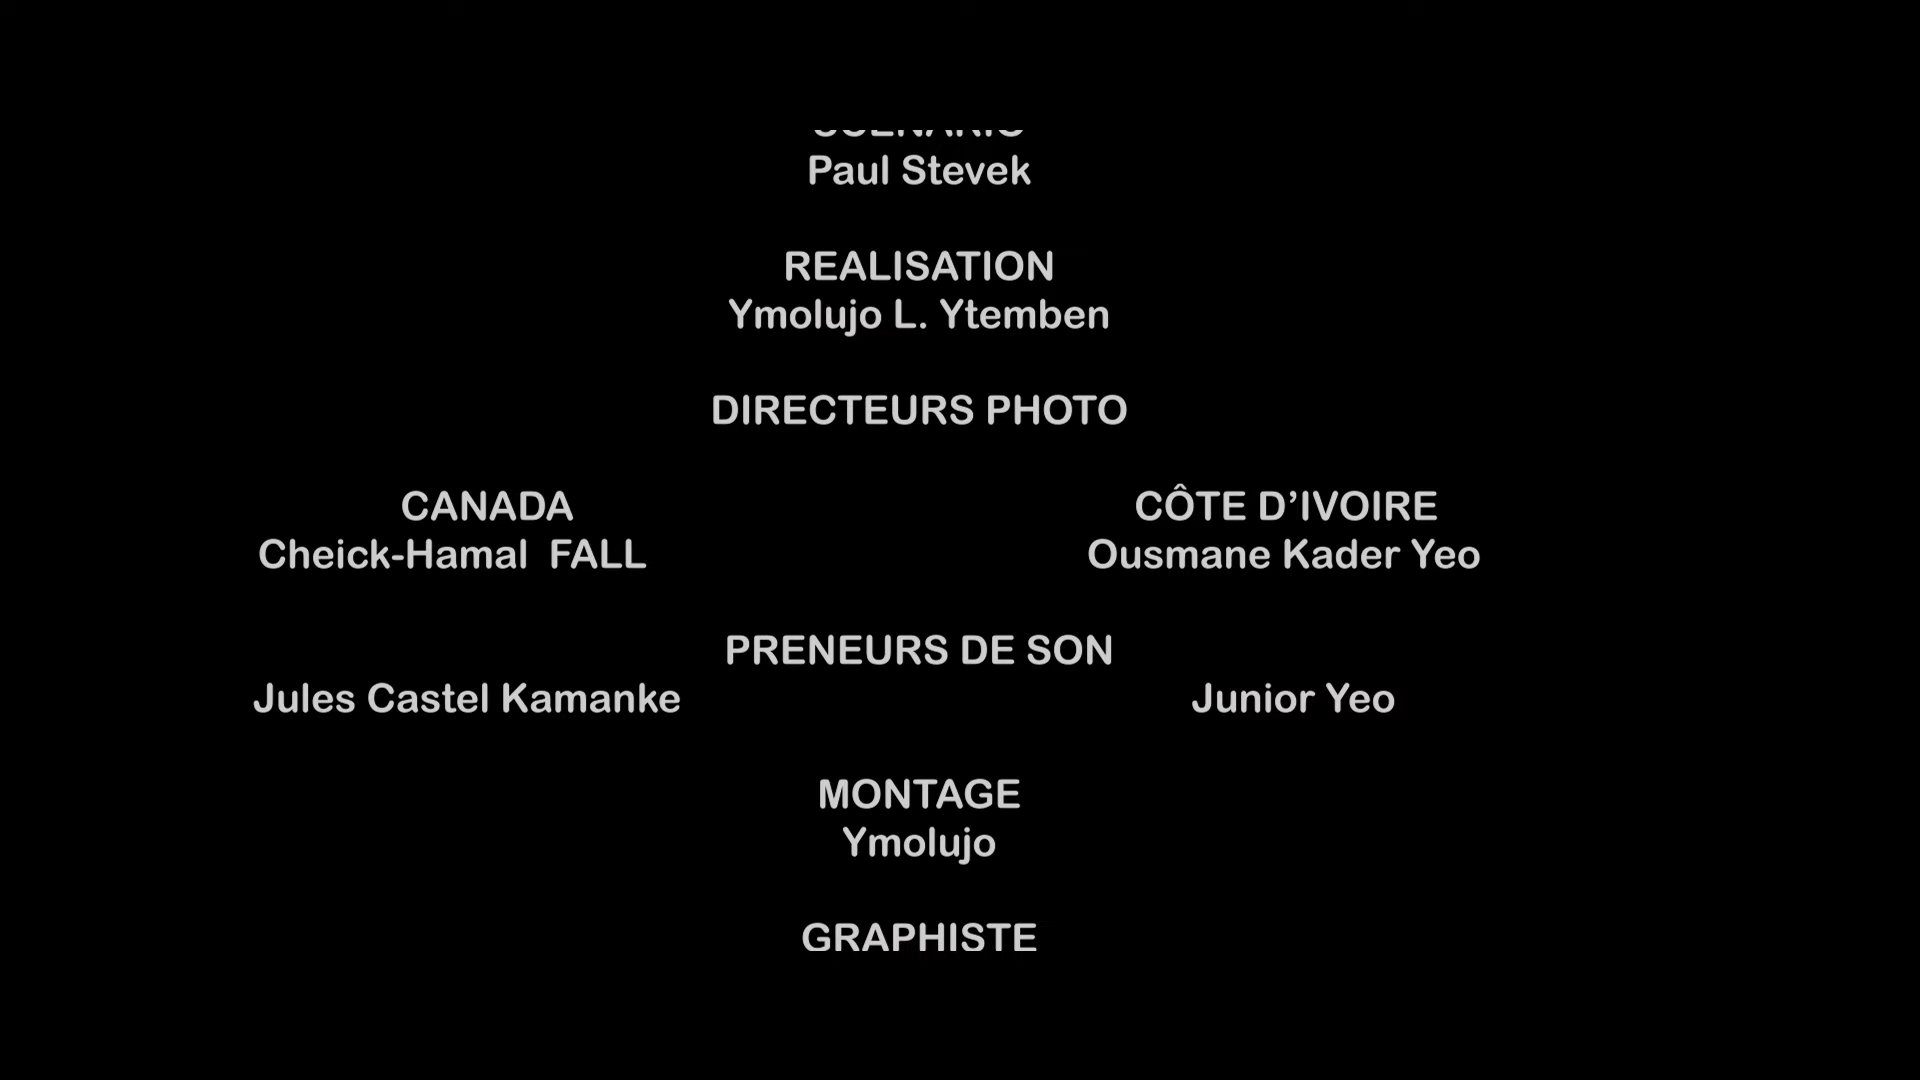 SCENARIO
Paul Stevek
REALISATION
Ymolujo L. Ytemben
DIRECTEURS PHOTO
CANADA
Cheick-Hamal FALL
CÔTE D’IVOIRE
Ousmane Kader Yeo
PRENEURS DE SON
Jules Castel Kamanke
Junior Yeo
MONTAGE
Ymolujo
GRAPHISTE